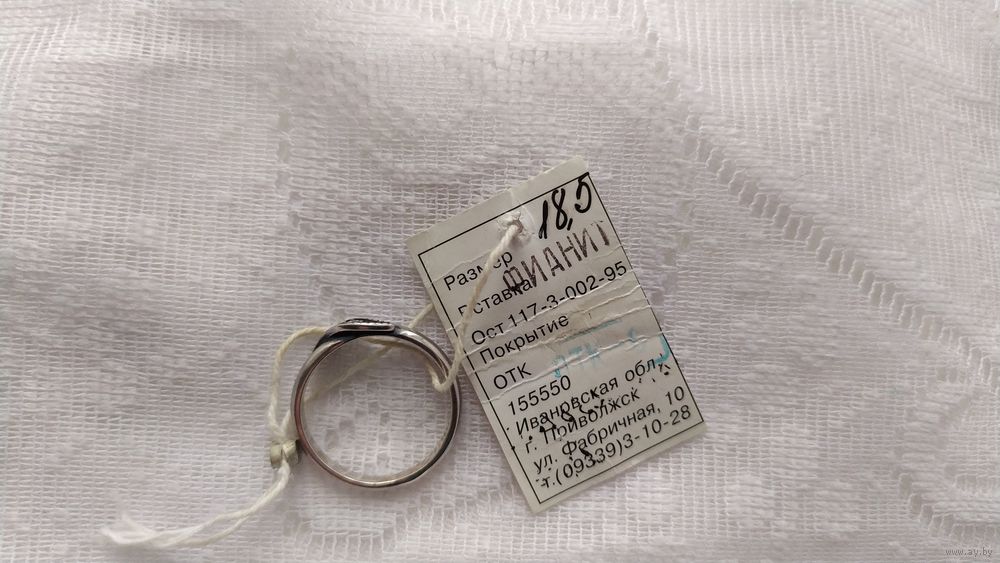 Размер 18,5
Вставка ФИАНИТ
Ост.117-3-002-95
Покрытие
ОТК
155550
Ивановская обл.,
г. Приволжск
ул. Фабричная, 10
т.(09339)3-10-28
www.ay.by